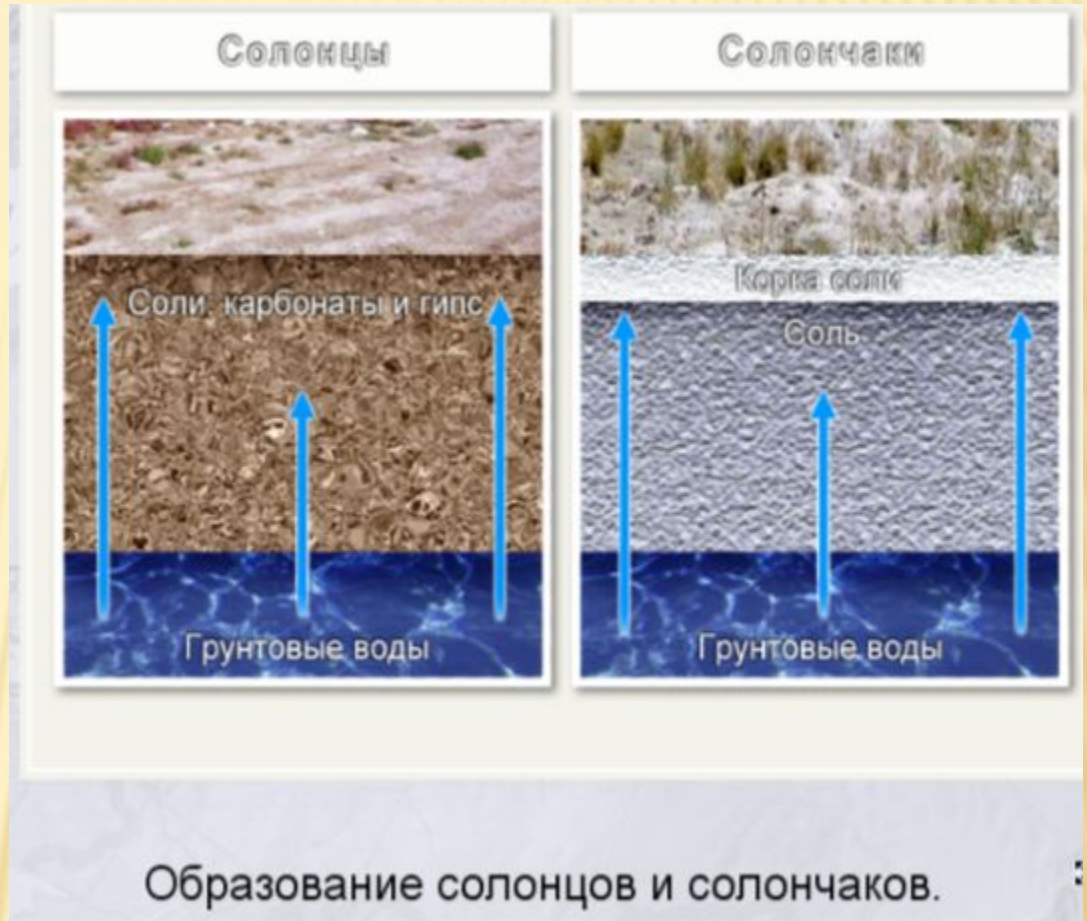 Солонцы
Солончаки
Соли, карбонаты и гипс
Грунтовые воды
Корка соли
Соль
Грунтовые воды
Образование солонцов и солончаков.